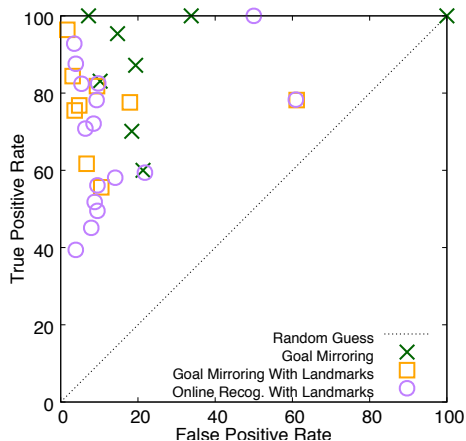 100
80
60
40
20
0
True Positive Rate
Random Guess
Goal Mirroring
Goal Mirroring With Landmarks
Online Recog. With Landmarks
0 20 40 60 80 100
False Positive Rate